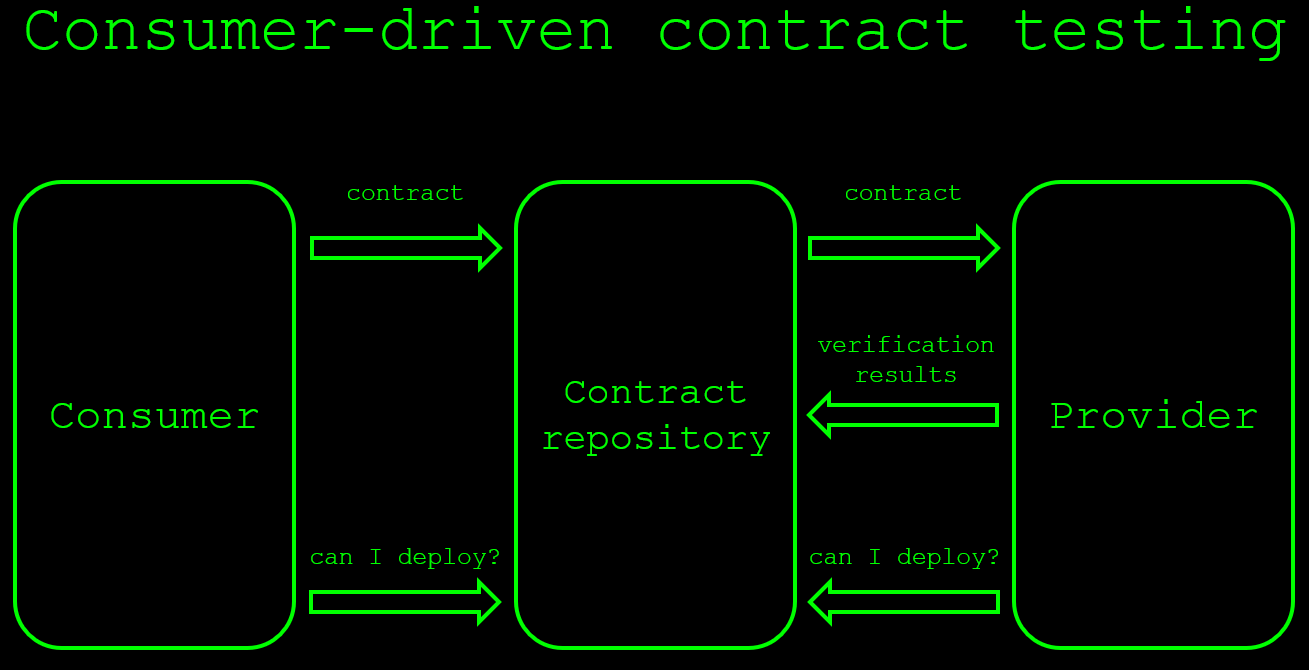 Consumer-driven contract testing
contract
contract
verification
results
Consumer
Contract
repository
Provider
can I deploy?
can I deploy?